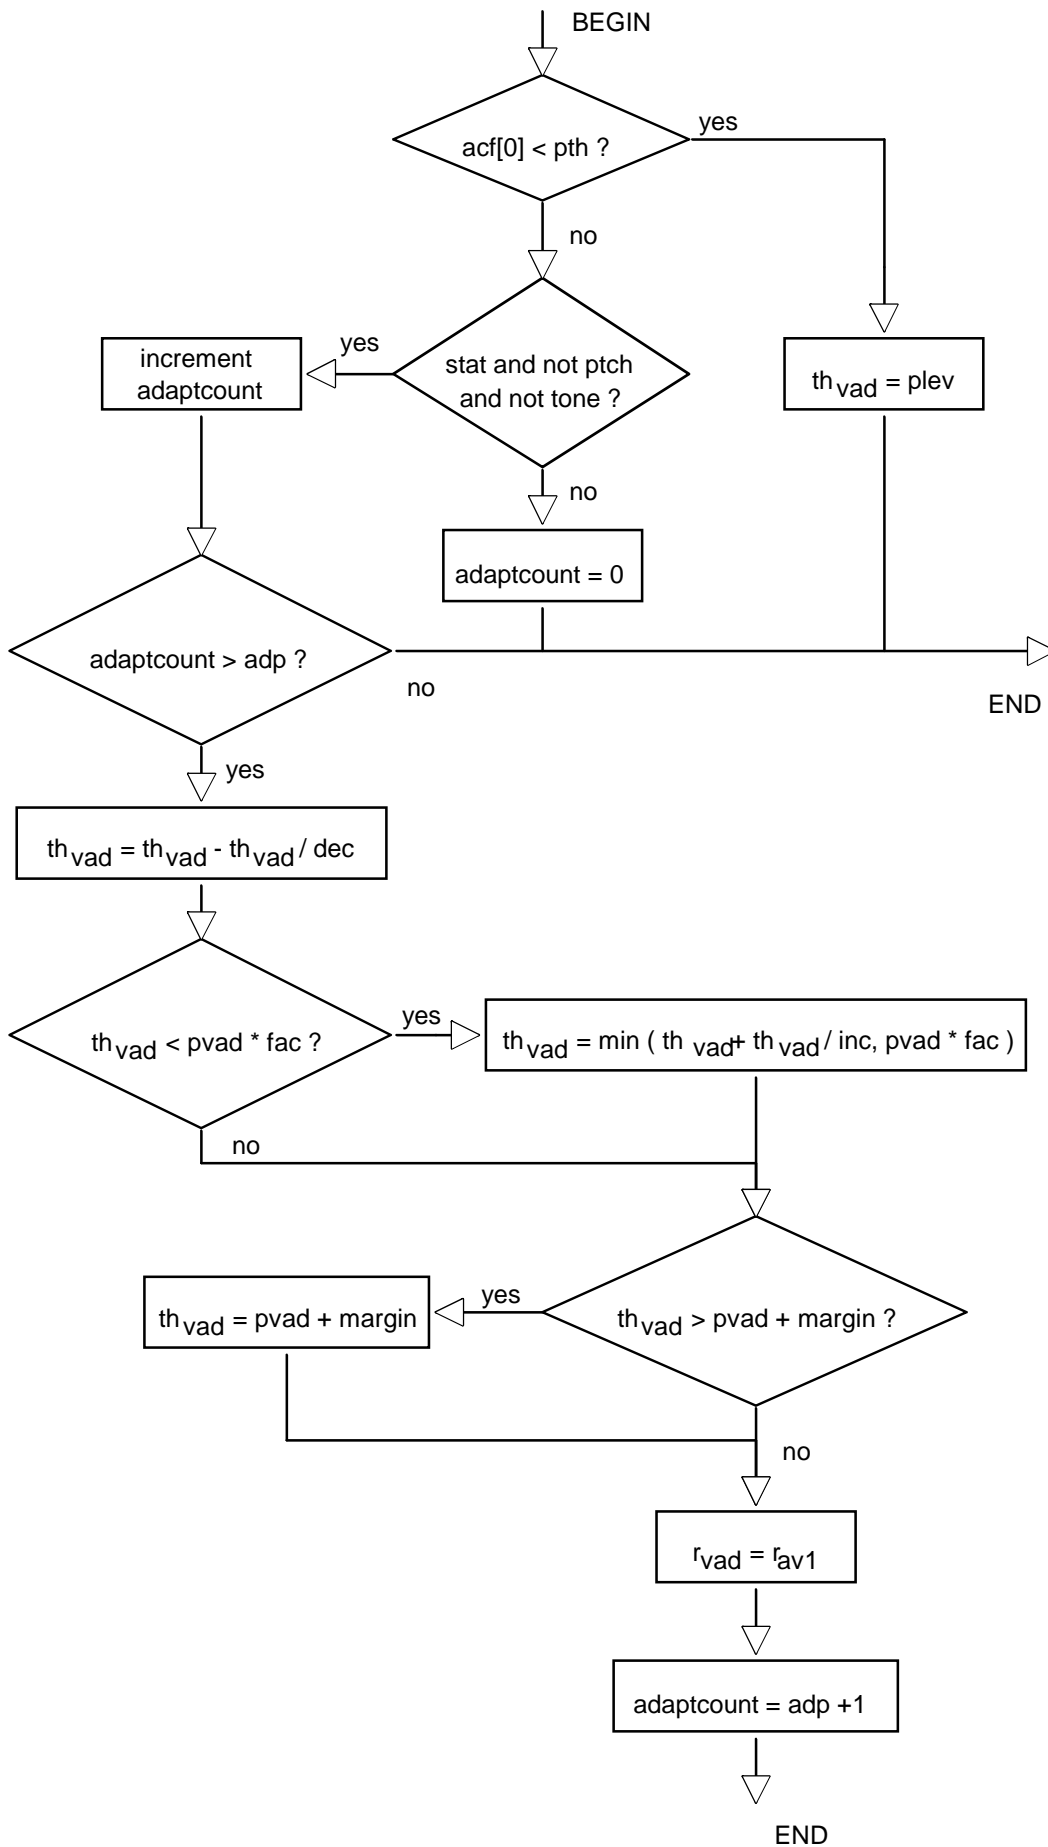 BEGIN
acf[0] < pth ?
yes
no
increment
adaptcount
yes
stat and not ptch
and not tone ?
th vad = plev
no
adaptcount = 0
adaptcount > adp ?
no
END
yes
th vad = th vad - th vad / dec
th vad < pvad * fac ?
yes
th vad = min ( th vad + th vad / inc, pvad * fac )
no
th vad = pvad + margin
yes
th vad > pvad + margin ?
no
r vad = r av1
adaptcount = adp +1
END